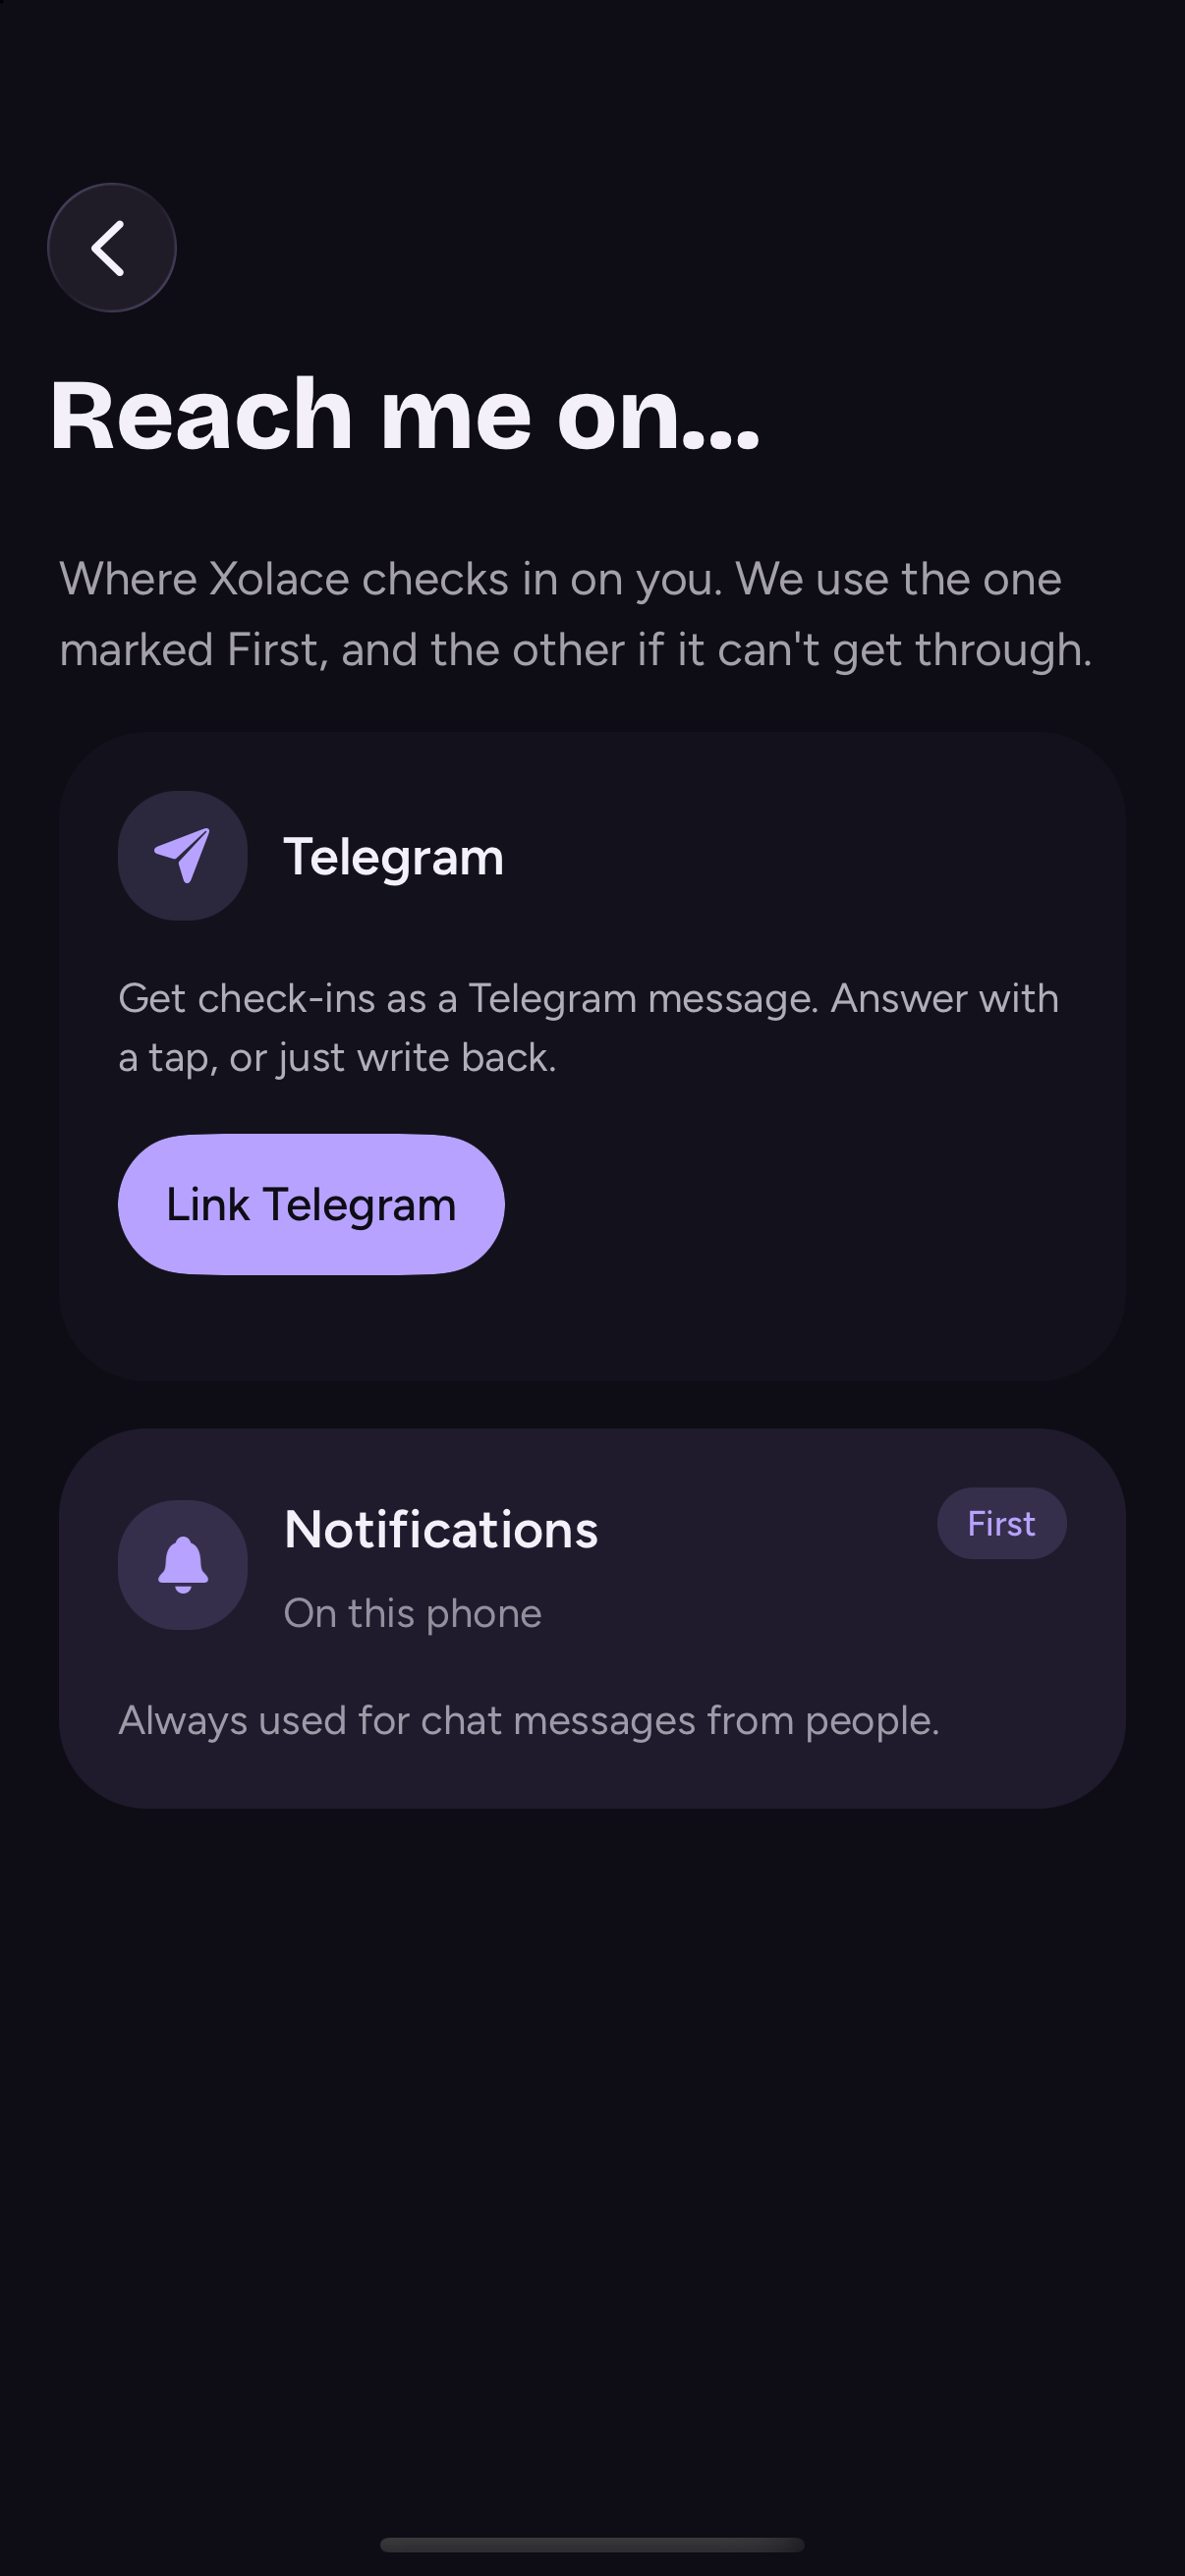 Reach me on...
Where Xolace checks in on you. We use the one
marked First, and the other if it can't get through.
Telegram
Get check-ins as a Telegram message. Answer with
a tap, or just write back.
Link Telegram
Notifications
First
On this phone
Always used for chat messages from people.